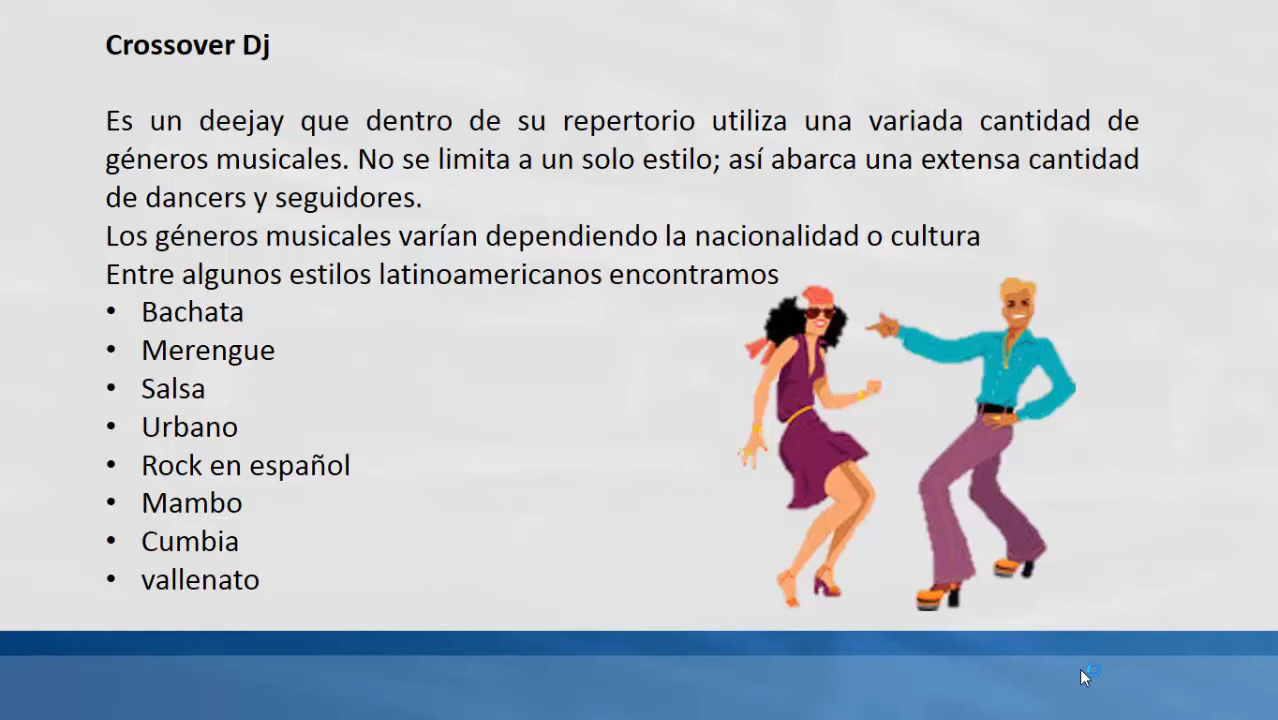 Crossover Dj
Es un deejay que dentro de su repertorio utiliza una variada cantidad de
géneros musicales. No se limita a un solo estilo; así abarca una extensa cantidad
de dancers y seguidores.
Los géneros musicales varían dependiendo la nacionalidad o cultura
Entre algunos estilos latinoamericanos encontramos
• Bachata
• Merengue
• Salsa
• Urbano
• Rock en español
• Mambo
• Cumbia
• vallenato